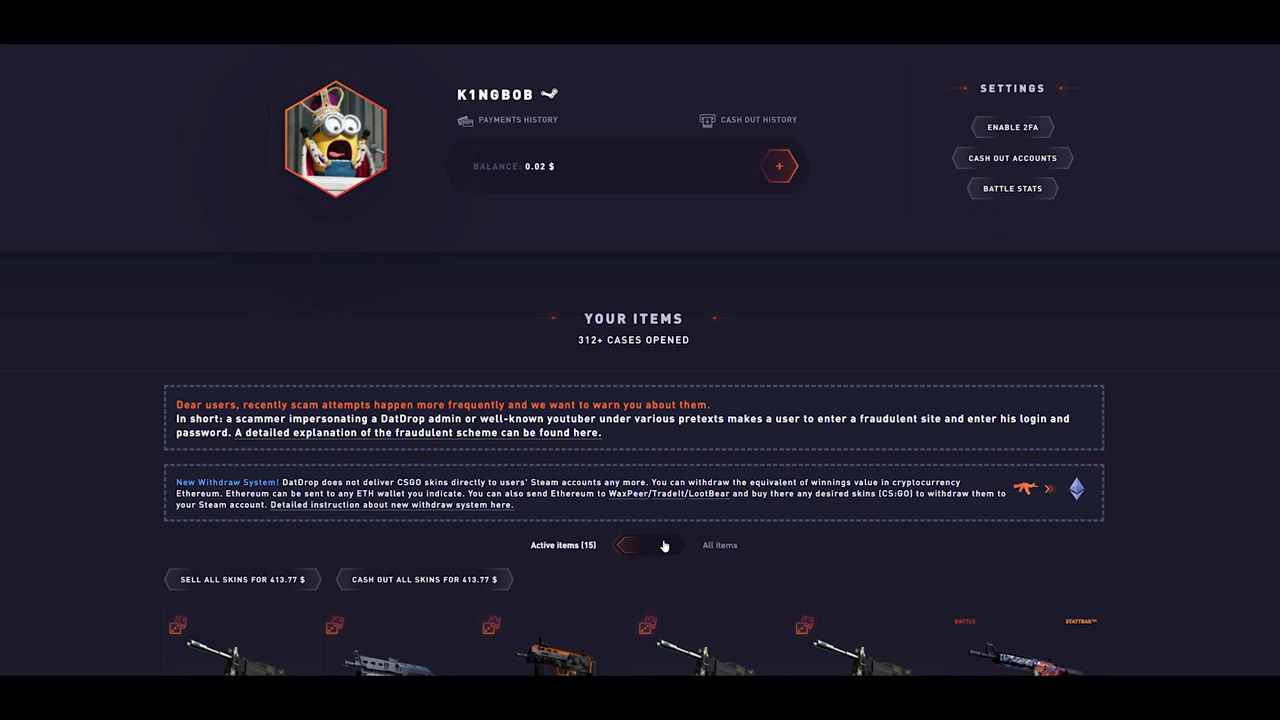 K1NGBOB
PAYMENTS HISTORY
CASH OUT HISTORY
BALANCE: 0.02 $
+
SETTINGS
ENABLE 2FA
CASH OUT ACCOUNTS
BATTLE STATS
YOUR ITEMS
312+ CASES OPENED
Dear users, recently scam attempts happen more frequently and we want to warn you about them.
In short: a scammer impersonating a DatDrop admin or well-known youtuber under various pretexts makes a user to enter a fraudulent site and enter his login and
password. A detailed explanation of the fraudulent scheme can be found here.
New Withdraw System! DatDrop does not deliver CSGO skins directly to users' Steam accounts any more. You can withdraw the equivalent of winnings value in cryptocurrency
Ethereum. Ethereum can be sent to any ETH wallet you indicate. You can also send Ethereum to WaxPeer/TradeIt/LootBear and buy there any desired skins (CS:GO) to withdraw them to
your Steam account. Detailed instruction about new withdraw system here.
Active items (15)
All items
SELL ALL SKINS FOR 413.77 $
CASH OUT ALL SKINS FOR 413.77 $
BATTLE
STATTRAK™